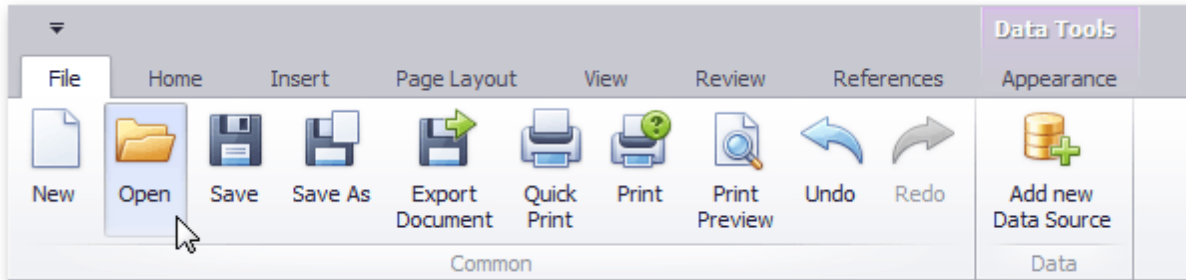 Data Tools
File Home Insert Page Layout View Review References Appearance
New Open Save Save As Export Document Quick Print Print Print Preview Undo Redo Add new Data Source
Common Data